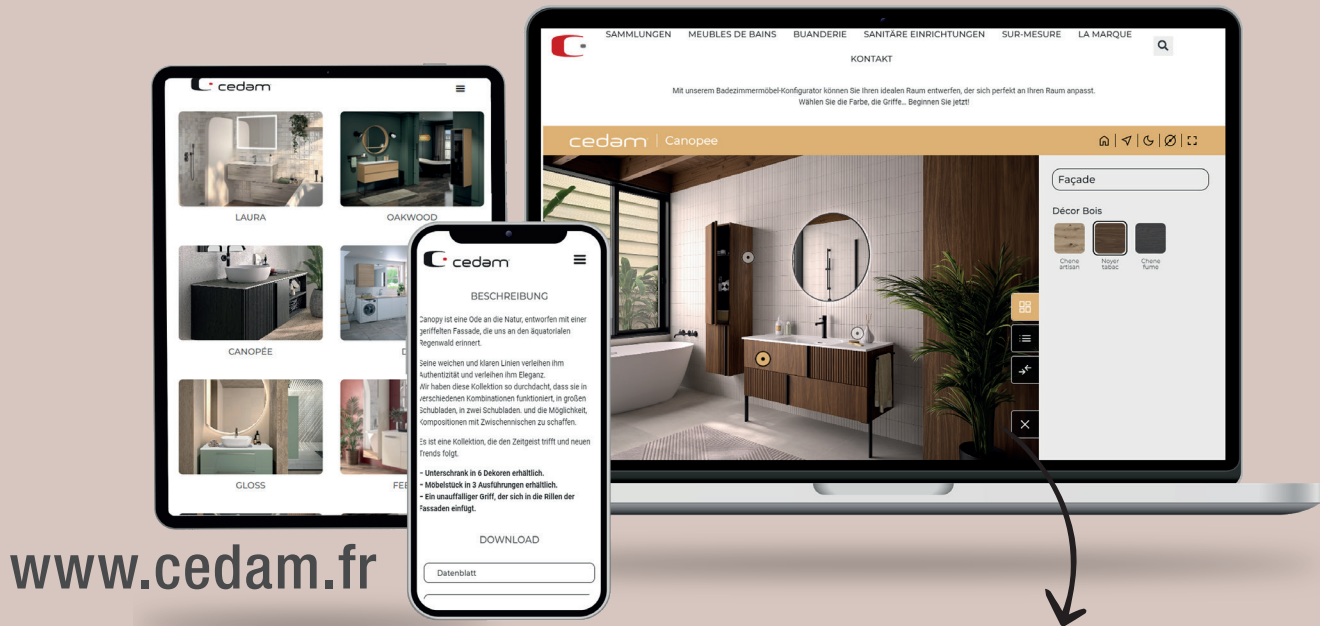 cedam
LAURA
OAKWOOD
CANOPÉE
D
GLOSS
FEE
cedam
BESCHREIBUNG
Canopy ist eine Ode an die Natur, entworfen mit einer
geriffelten Fassade, die uns an den äquatorialen
Regenwald erinnert.
Seine weichen und klaren Linien verleihen ihm
Authentizität und verleihen ihm Eleganz.
Wir haben diese Kollektion so durchdacht, dass sie in
verschiedenen Kombinationen funktioniert, in großen
Schubladen, in zwei Schubladen. und die Möglichkeit,
Kompositionen mit Zwischennischen zu schaffen.
Es ist eine Kollektion, die den Zeitgeist trifft und neuen
Trends folgt.
– Unterschrank in 6 Dekoren erhältlich.
– Möbelstück in 3 Ausführungen erhältlich.
– Ein unauffälliger Griff, der sich in die Rillen der
Fassaden einfügt.
DOWNLOAD
Datenblatt
SAMMLUNGEN MEUBLES DE BAINS BUANDERIE SANITÄRE EINRICHTUNGEN SUR-MESURE LA MARQUE
KONTAKT
Mit unserem Badezimmermöbel-Konfigurator können Sie Ihren idealen Raum entwerfen, der sich perfekt an Ihren Raum anpasst.
Wählen Sie die Farbe, die Griffe... Beginnen Sie jetzt!
cedam | Canopee
Façade
Décor Bois
Chene artisan
Noyer tabac
Chene fume
www.cedam.fr